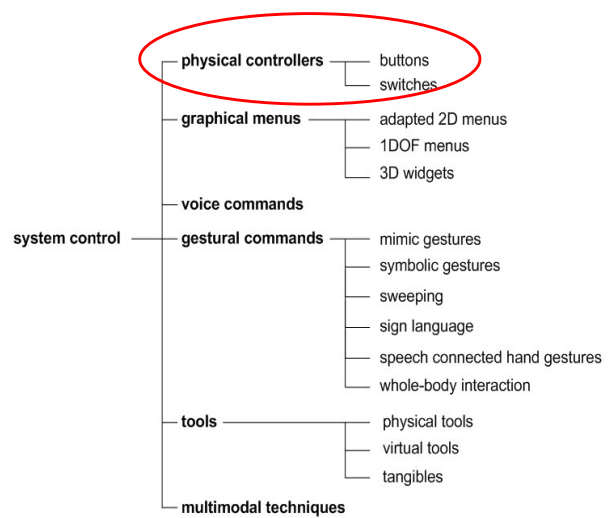 physical controllers
buttons
switches
graphical menus
adapted 2D menus
1DOF menus
3D widgets
voice commands
system control
gestural commands
mimic gestures
symbolic gestures
sweeping
sign language
speech connected hand gestures
whole-body interaction
tools
physical tools
virtual tools
tangibles
multimodal techniques